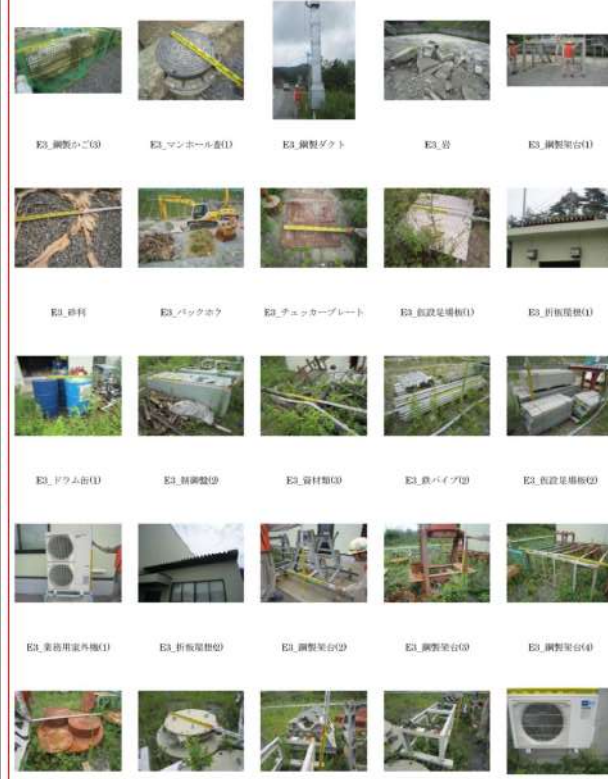 E3_鋼製かご(3)
E3_マンホール蓋(1)
E3_鋼製ダクト
E3_岩
E3_鋼製架台(1)
E3_砂利
E3_バックホウ
E3_チェッカープレート
E3_仮設足場板(1)
E3_折板屋根(1)
E3_ドラム缶(1)
E3_制御盤(2)
E3_管材類(3)
E3_鉄パイプ(2)
E3_仮設足場板(2)
E3_業務用室外機(1)
E3_折板屋根(2)
E3_鋼製架台(2)
E3_鋼製架台(3)
E3_鋼製架台(4)